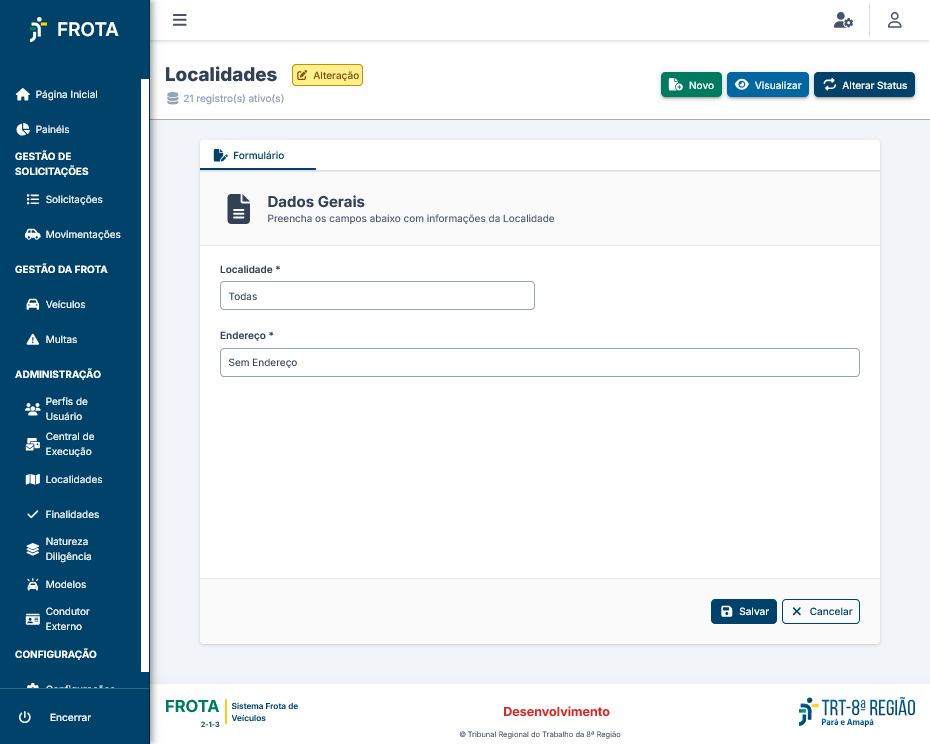 FROTA
Página Inicial
Painéis
GESTÃO DE
SOLICITAÇÕES
Solicitações
Movimentações
GESTÃO DA FROTA
Veículos
Multas
ADMINISTRAÇÃO
Perfis de
Usuário
Central de
Execução
Localidades
Finalidades
Natureza
Diligência
Modelos
Condutor
Externo
CONFIGURAÇÃO
Configurações
Encerrar
Localidades
Alteração
21 registro(s) ativo(s)
Novo
Visualizar
Alterar Status
Formulário
Dados Gerais
Preencha os campos abaixo com informações da Localidade
Localidade *
Todas
Endereço *
Sem Endereço
Salvar
Cancelar
FROTA
2-1-3
Sistema Frota de
Veículos
Desenvolvimento
© Tribunal Regional do Trabalho da 8ª Região
TRT-8ª REGIÃO
Pará e Amapá